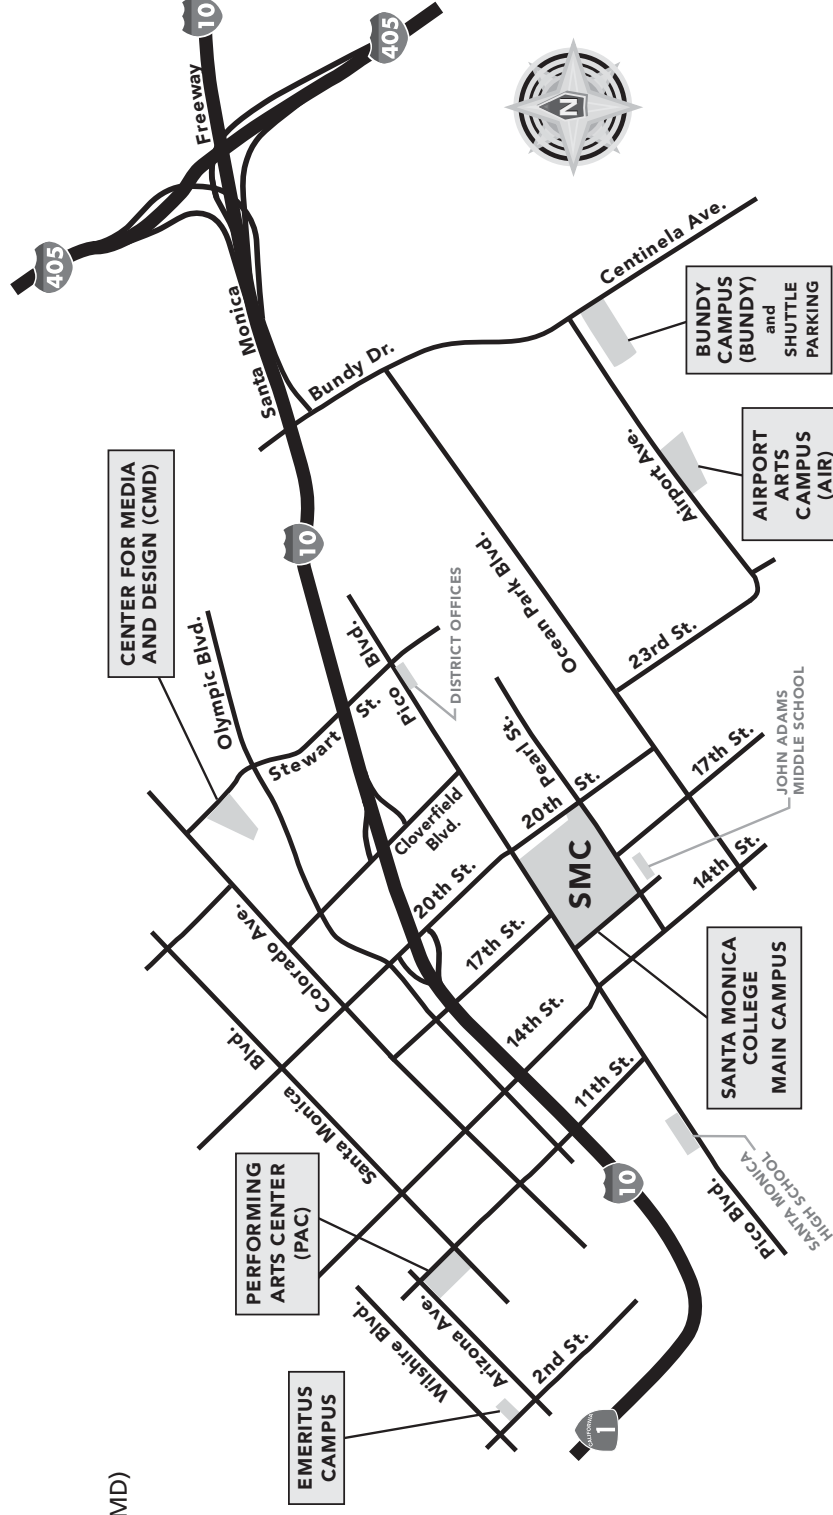 MD)
EMERITUS
CAMPUS
PERFORMING
ARTS CENTER
(PAC)
CENTER FOR MEDIA
AND DESIGN (CMD)
SANTA MONICA
COLLEGE
MAIN CAMPUS
AIRPORT
ARTS
CAMPUS
(AIR)
BUNDY
CAMPUS
(BUNDY)
and
SHUTTLE
PARKING
SMC
Wilshire Blvd.
Arizona Ave.
2nd St.
Santa Monica Blvd.
Colorado Ave.
Olympic Blvd.
Stewart St.
Cloverfield
Blvd.
20th St.
17th St.
14th St.
11th St.
Pico Blvd.
Pico Blvd.
Pearl St.
20th St.
17th St.
14th St.
23rd St.
Ocean Park Blvd.
Airport Ave.
Bundy Dr.
Centinela Ave.
Santa Monica Freeway
DISTRICT OFFICES
JOHN ADAMS
MIDDLE SCHOOL
SANTA MONICA
HIGH SCHOOL
CALIFORNIA
1
10
10
10
405
405
N